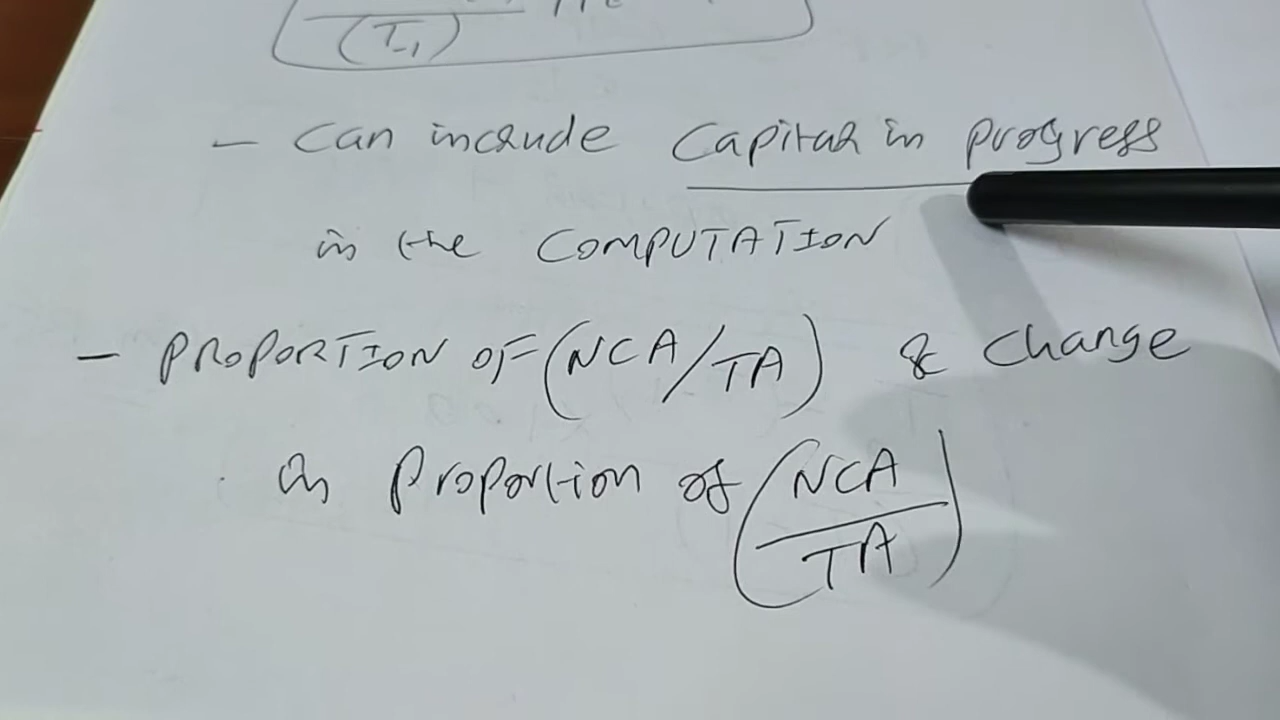 (I-1)
- Can include Capital in progress
in the COMPUTATION
- PROPORTION OF (NCA/TA) & Change
in Proportion of (NCA/TA)